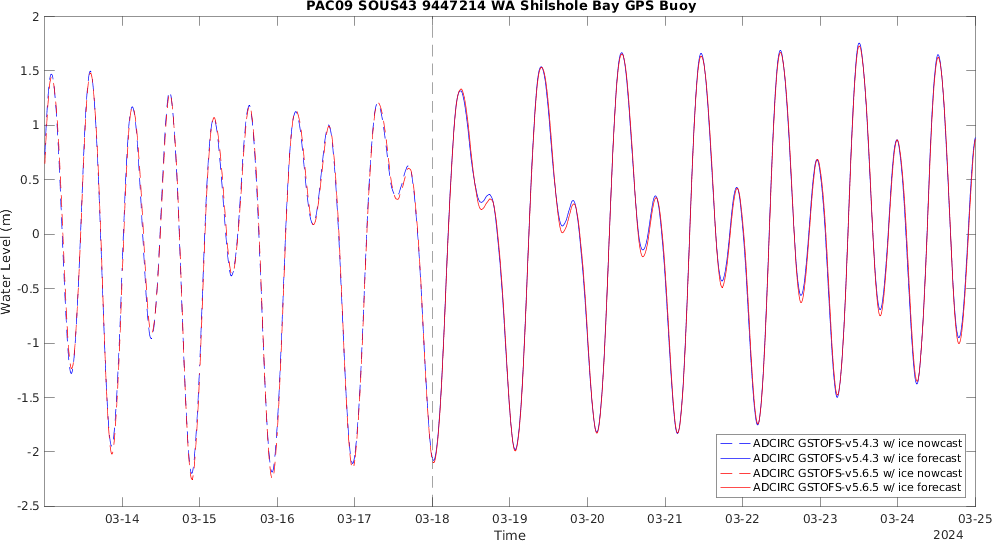 PAC09 SOUS43 9447214 WA Shilshole Bay GPS Buoy
2
1.5
1
0.5
0
-0.5
-1
-1.5
-2
-2.5
Water Level (m)
ADCIRC GSTOFS-v5.4.3 w/ ice nowcast
ADCIRC GSTOFS-v5.4.3 w/ ice forecast
ADCIRC GSTOFS-v5.6.5 w/ ice nowcast
ADCIRC GSTOFS-v5.6.5 w/ ice forecast
03-14 03-15 03-16 03-17 03-18 03-19 03-20 03-21 03-22 03-23 03-24 03-25
Time
2024